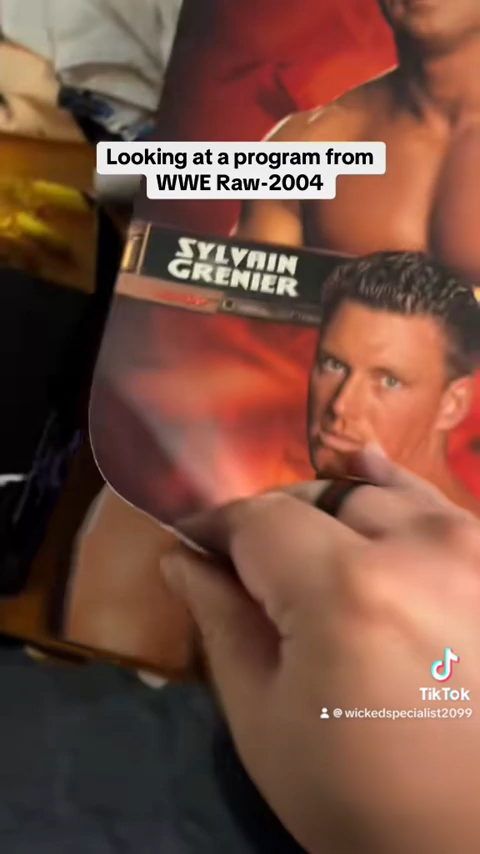 Looking at a program from
WWE Raw-2004
SYLVAIN
GRENIER
TikTok
@wickedspecialist2099